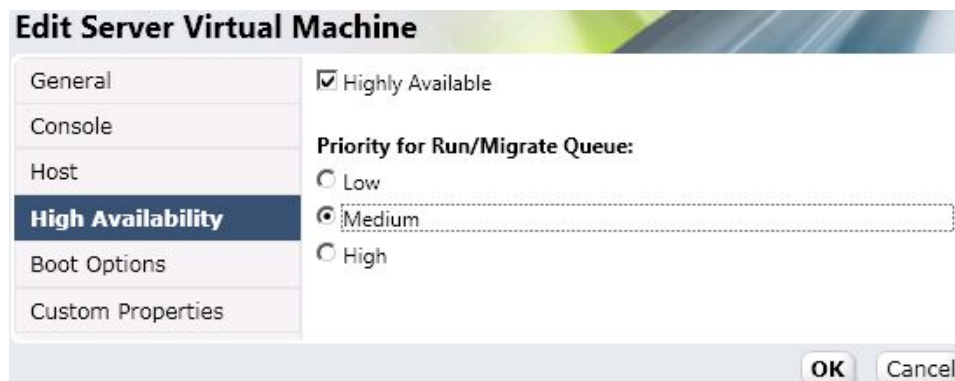 Edit Server Virtual Machine
General
Console
Host
High Availability
Boot Options
Custom Properties
Highly Available
Priority for Run/Migrate Queue:
Low
Medium
High
OK
Cancel